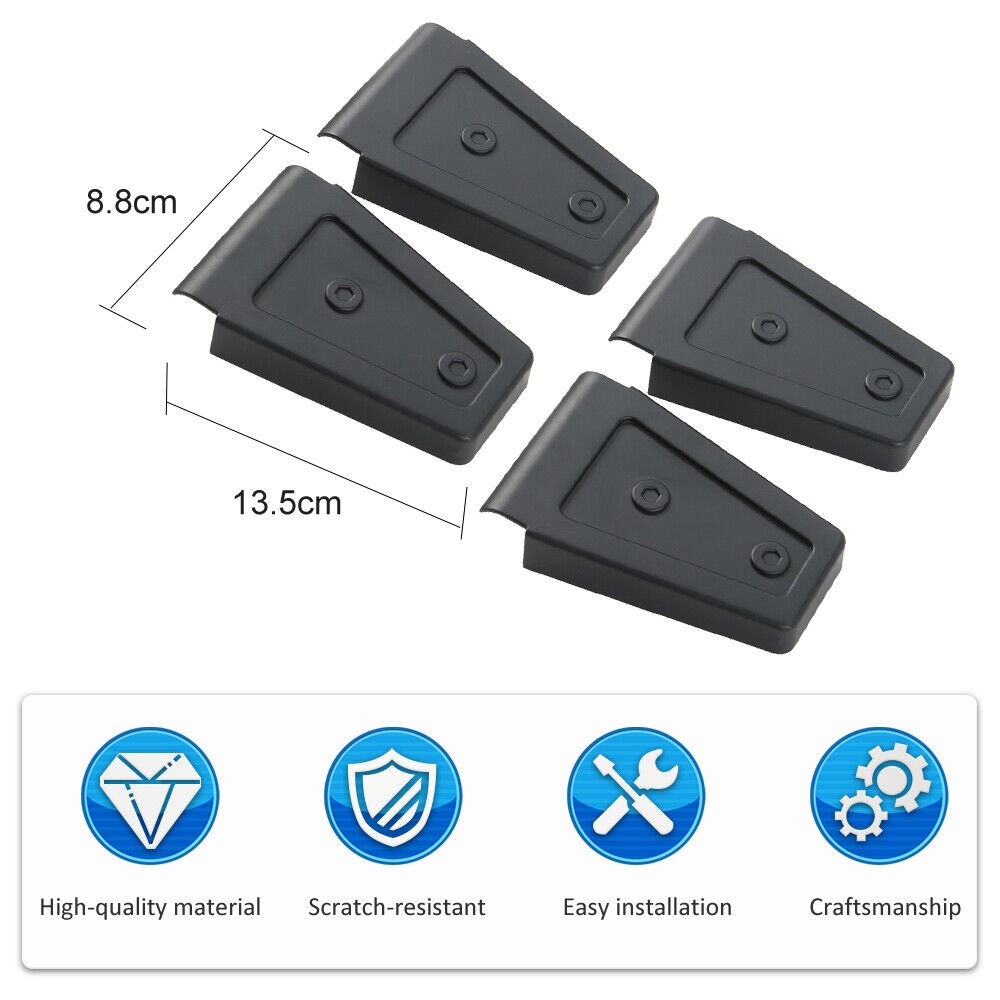 8.8cm
13.5cm
High-quality material
Scratch-resistant
Easy installation
Craftsmanship